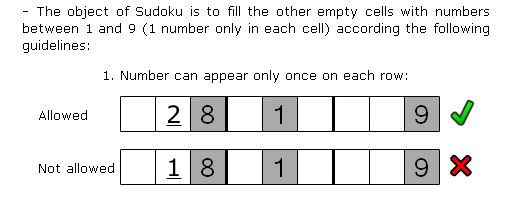 - The object of Sudoku is to fill the other empty cells with numbers
between 1 and 9 (1 number only in each cell) according the following
guidelines:
1. Number can appear only once on each row:
Allowed 2 8 1 9
Not allowed 1 8 1 9